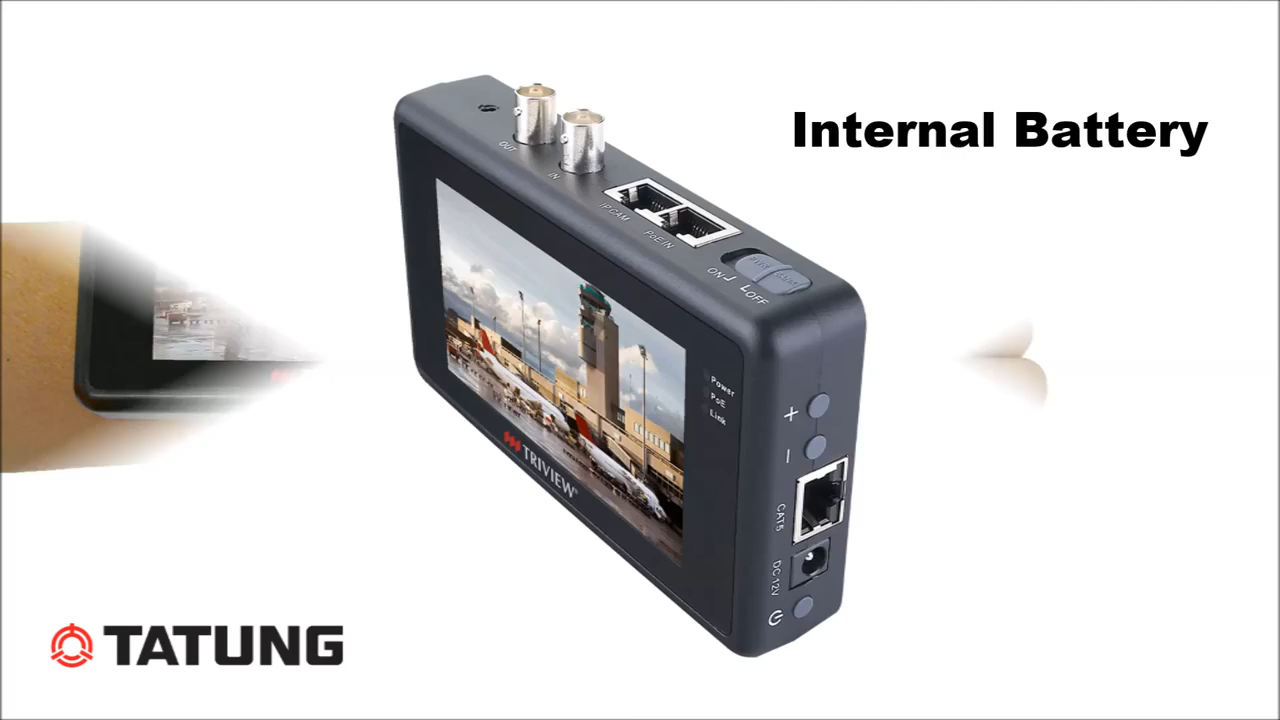 Internal Battery
OUT
IN
IP CAM
PoE IN
ON
OFF
Power
PoE
Link
+
-
CAT5
DC 12V
TRIVIEW
TATUNG